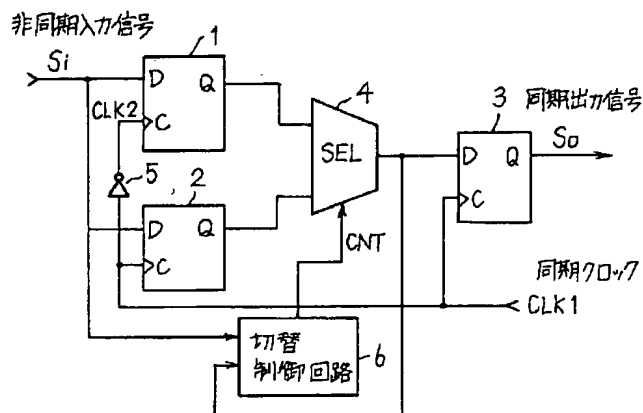 非同期入力信号
Si
1
D Q
CLK2
C
5
2
D Q
C
4
SEL
CNT
3
同期出力信号
D Q
So
C
同期クロック
CLK1
切替
制御回路
6